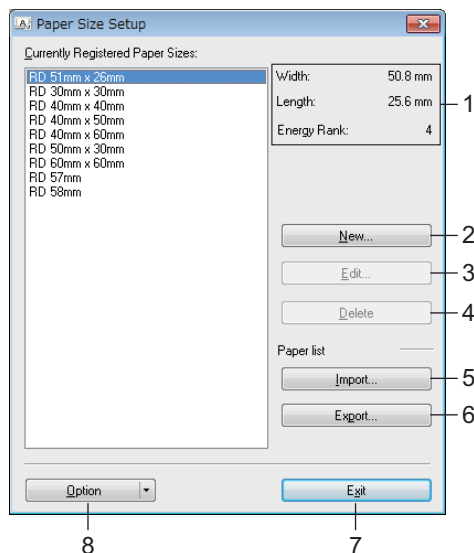 Paper Size Setup
Currently Registered Paper Sizes:
RD 51mm x 26mm
RD 30mm x 30mm
RD 40mm x 40mm
RD 40mm x 50mm
RD 40mm x 60mm
RD 50mm x 30mm
RD 60mm x 60mm
RD 57mm
RD 58mm
Width: 50.8 mm
Length: 25.6 mm
Energy Rank: 4
1
New... 2
Edit... 3
Delete 4
Paper list
Import... 5
Export... 6
Option Exit
8 7